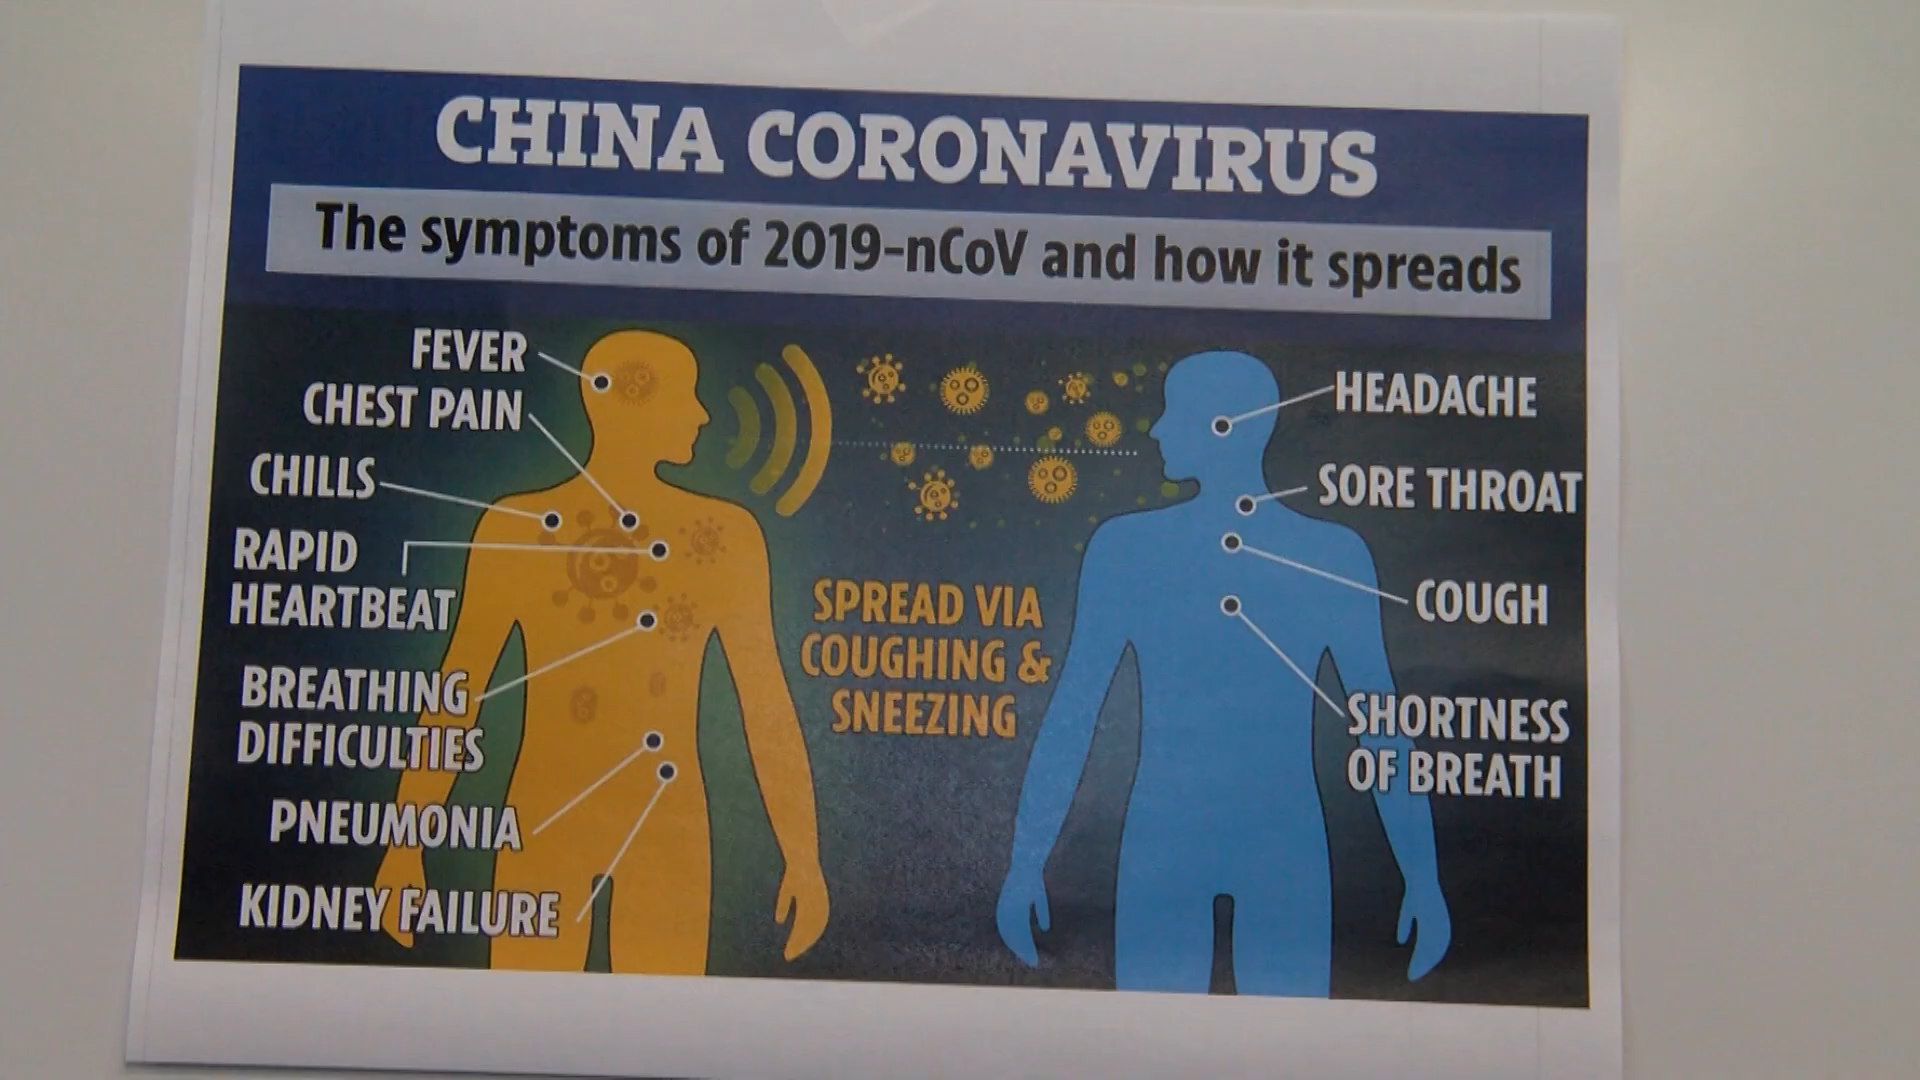 CHINA CORONAVIRUS
The symptoms of 2019-nCoV and how it spreads
FEVER
CHEST PAIN
CHILLS
RAPID
HEARTBEAT
BREATHING
DIFFICULTIES
PNEUMONIA
KIDNEY FAILURE
SPREAD VIA
COUGHING &
SNEEZING
HEADACHE
SORE THROAT
COUGH
SHORTNESS
OF BREATH